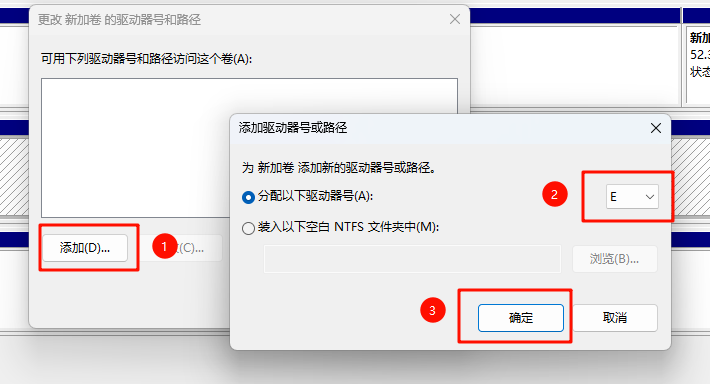 更改 新加卷 的驱动器号和路径
可用下列驱动器号和路径访问这个卷(A):
新加
52.3
状态
添加驱动器号或路径
为 新加卷 添加新的驱动器号或路径。
分配以下驱动器号(A):
2
E
装入以下空白 NTFS 文件夹中(M):
添加(D)...
1
(C)...
浏览(B)...
3
确定
取消